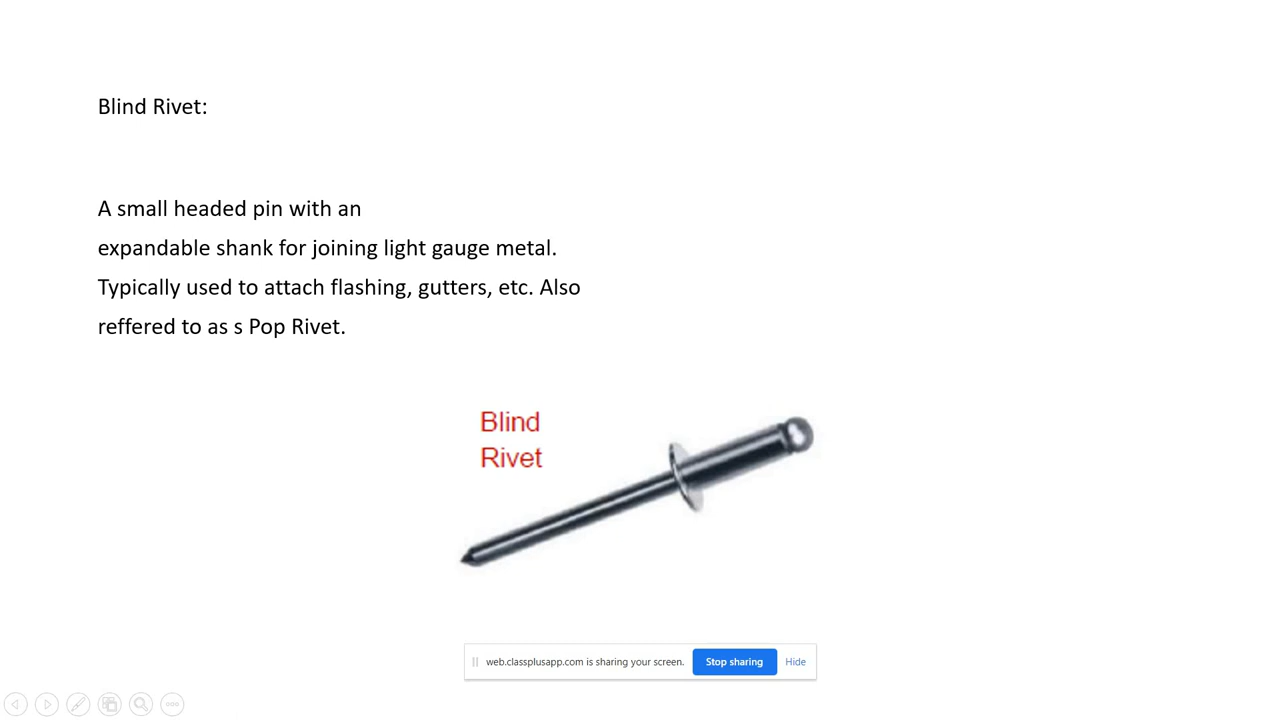 Blind Rivet:
A small headed pin with an
expandable shank for joining light gauge metal.
Typically used to attach flashing, gutters, etc. Also
reffered to as s Pop Rivet.
Blind
Rivet
web.classplusapp.com is sharing your screen. Stop sharing Hide